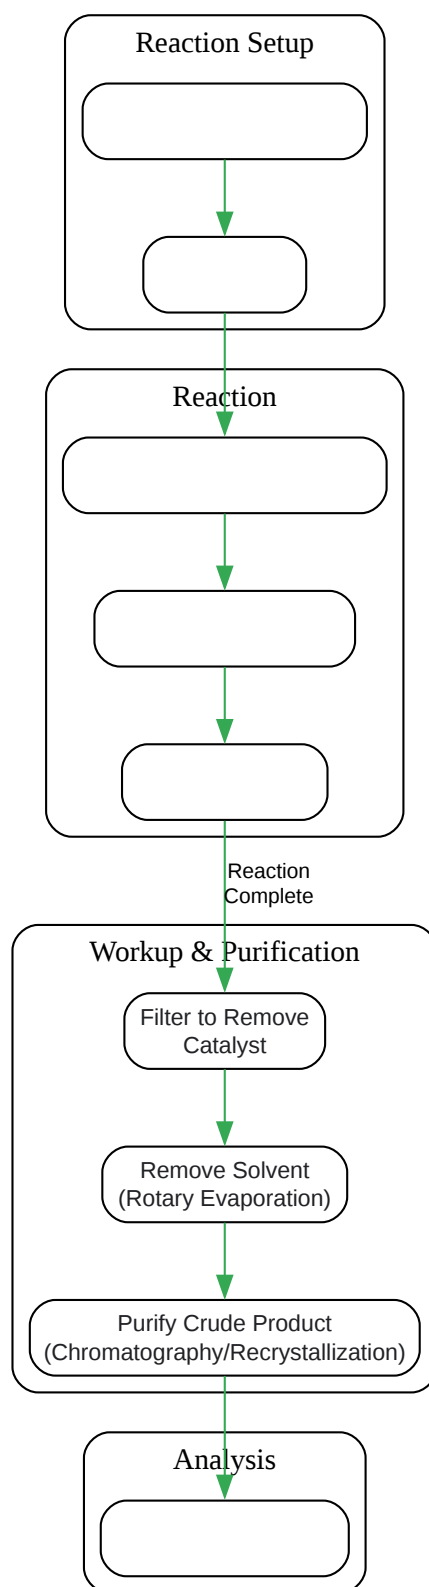 Reaction Setup
Reaction
Reaction
Complete
Workup & Purification
Filter to Remove
Catalyst
Remove Solvent
(Rotary Evaporation)
Purify Crude Product
(Chromatography/Recrystallization)
Analysis